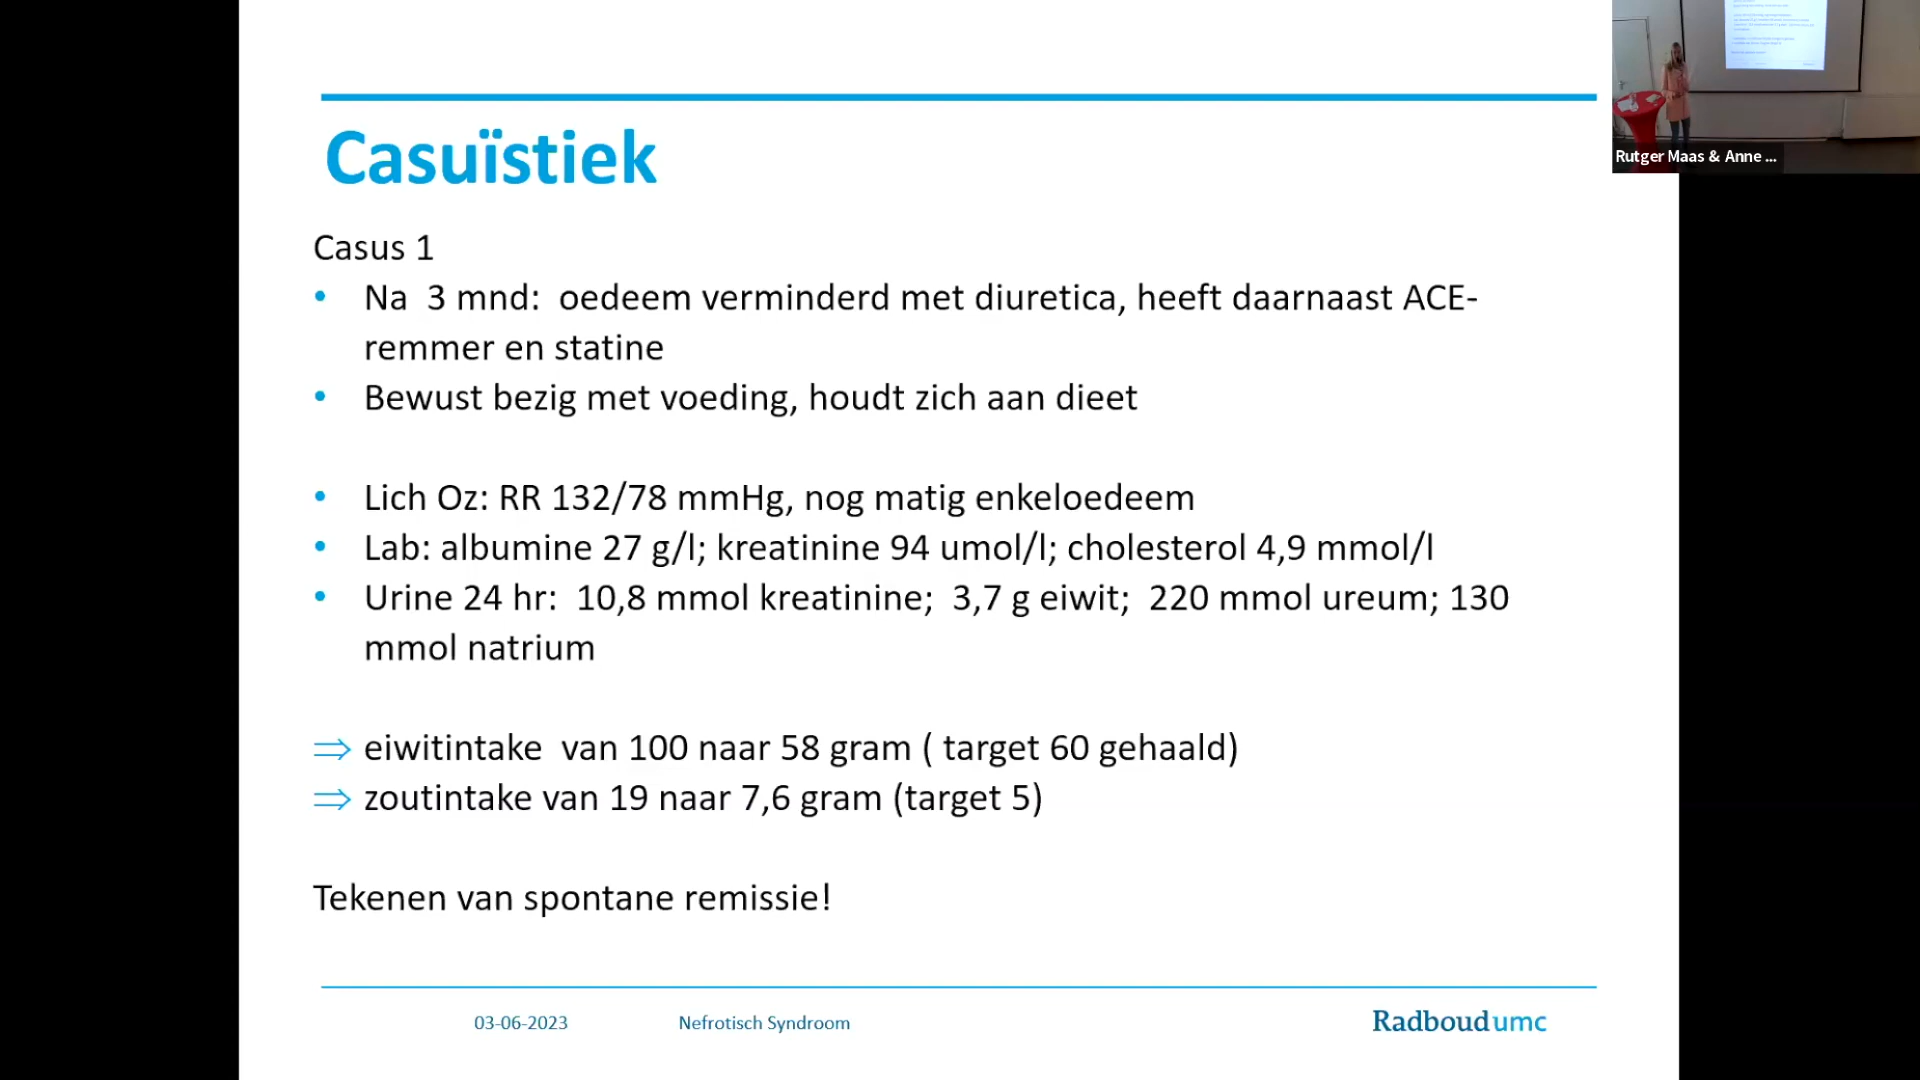 Casuïstiek
Casus 1
• Na 3 mnd: oedeem verminderd met diuretica, heeft daarnaast ACE-
remmer en statine
• Bewust bezig met voeding, houdt zich aan dieet
• Lich Oz: RR 132/78 mmHg, nog matig enkeloedeem
• Lab: albumine 27 g/l; kreatinine 94 umol/l; cholesterol 4,9 mmol/l
• Urine 24 hr: 10,8 mmol kreatinine; 3,7 g eiwit; 220 mmol ureum; 130
mmol natrium
⇒ eiwitintake van 100 naar 58 gram ( target 60 gehaald)
⇒ zoutintake van 19 naar 7,6 gram (target 5)
Tekenen van spontane remissie!
03-06-2023 Nefrotisch Syndroom Radboudumc
Rutger Maas & Anne ...